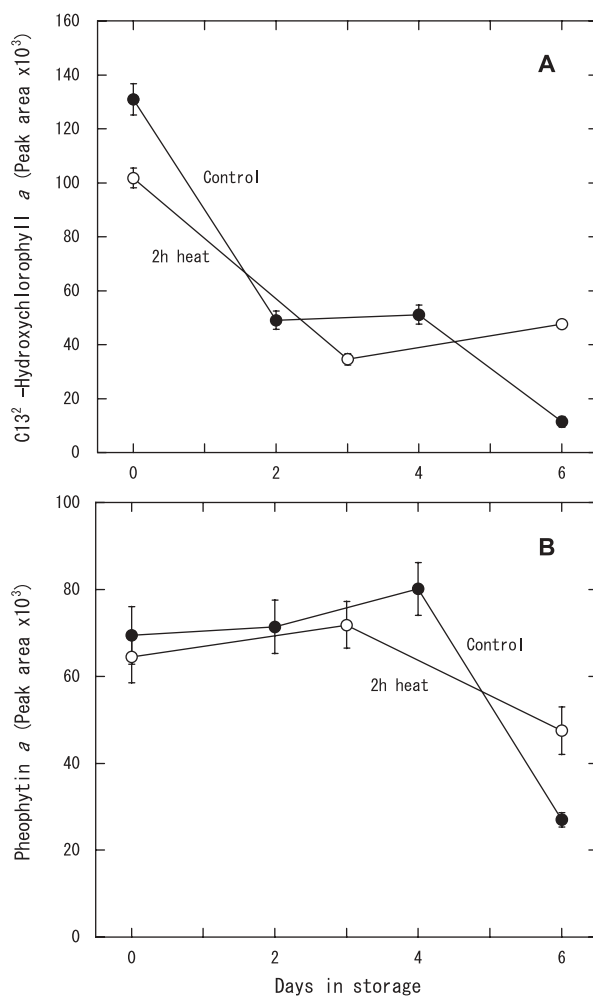 160
A
140
120
100
80
60
40
20
0
C13² -Hydroxychlorophyll a (Peak area x10³)
Control
2h heat
0 2 4 6
100
B
80
60
40
20
0
Pheophytin a (Peak area x10³)
Control
2h heat
0 2 4 6
Days in storage